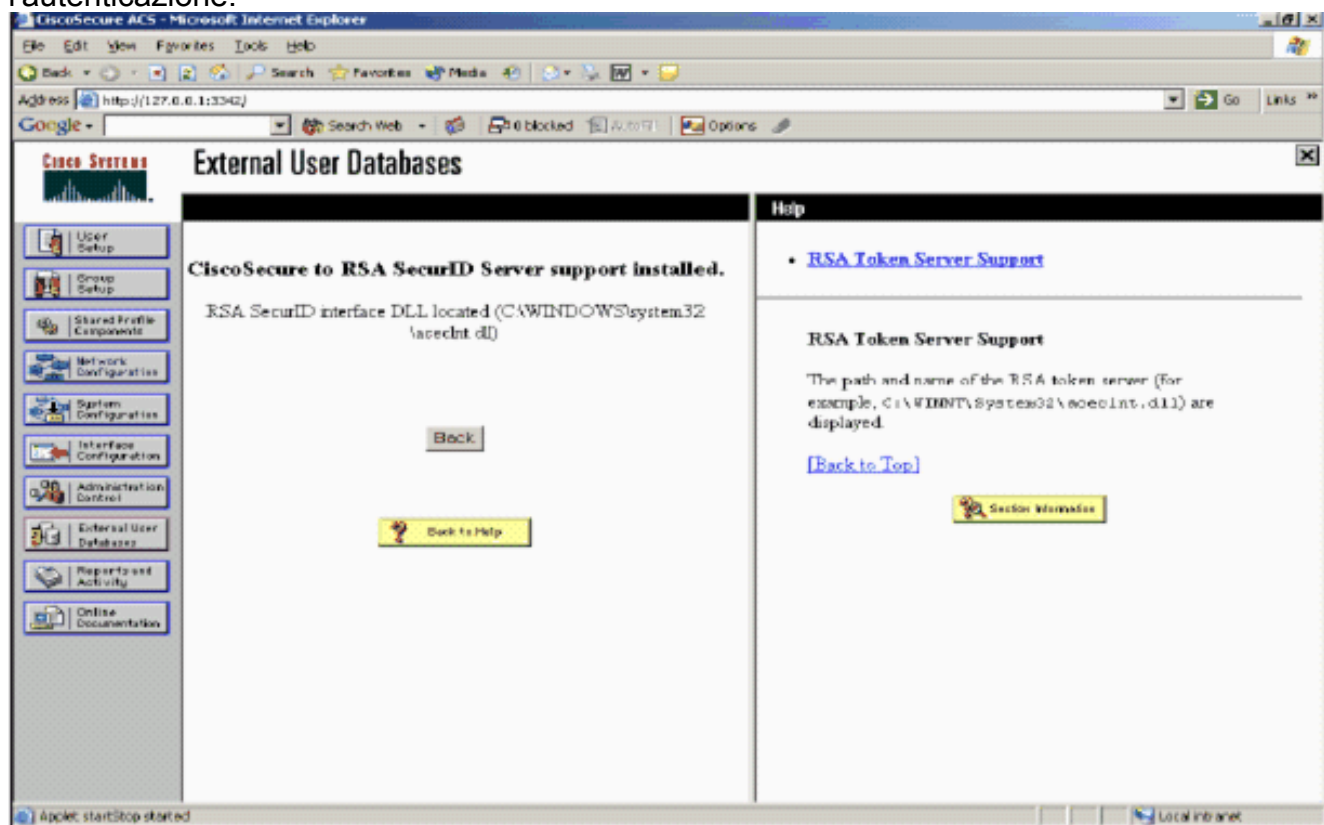 l'autenticazione.
CiscoSecure ACS - Microsoft Internet Explorer
File Edit View Favorites Tools Help
Back Search Favorites Media
Address http://127.0.0.1:3342/ Go Links »
Google Search Web 0 blocked AutoFill Options
CISCO SYSTEMS
External User Databases
User Setup
Group Setup
Shared Profile Components
Network Configuration
System Configuration
Interface Configuration
Administration Control
External User Databases
Reports and Activity
Online Documentation
CiscoSecure to RSA SecurID Server support installed.
RSA SecurID interface DLL located (C:\WINDOWS\system32
\aceclnt.dll)
Back
Back to Help
Help
• RSA Token Server Support
RSA Token Server Support
The path and name of the RSA token server (for
example, C:\WINNT\System32\aceclnt.dll) are
displayed.
[Back to Top]
Section Information
Applet startStop started
Local intranet